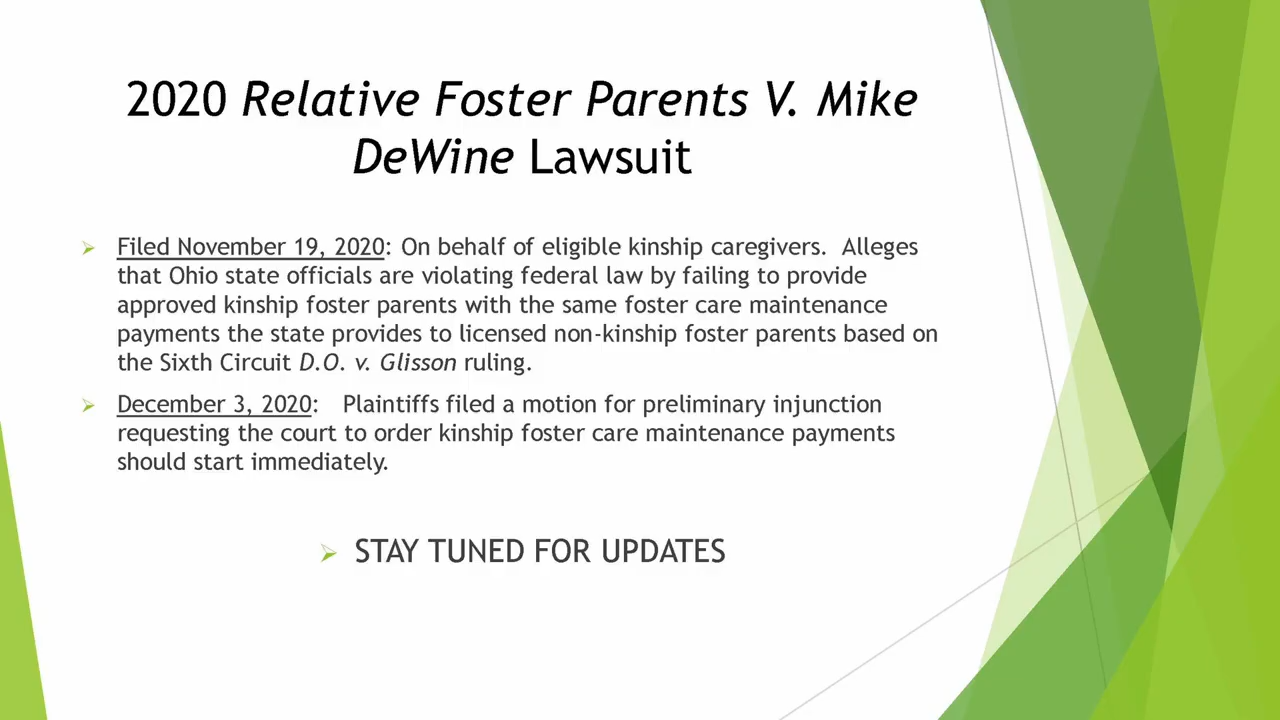 2020 Relative Foster Parents V. Mike
DeWine Lawsuit
Filed November 19, 2020: On behalf of eligible kinship caregivers.  Alleges
that Ohio state officials are violating federal law by failing to provide
approved kinship foster parents with the same foster care maintenance
payments the state provides to licensed non-kinship foster parents based on
the Sixth Circuit D.O. v. Glisson ruling.
December 3, 2020:   Plaintiffs filed a motion for preliminary injunction
requesting the court to order kinship foster care maintenance payments
should start immediately.
STAY TUNED FOR UPDATES